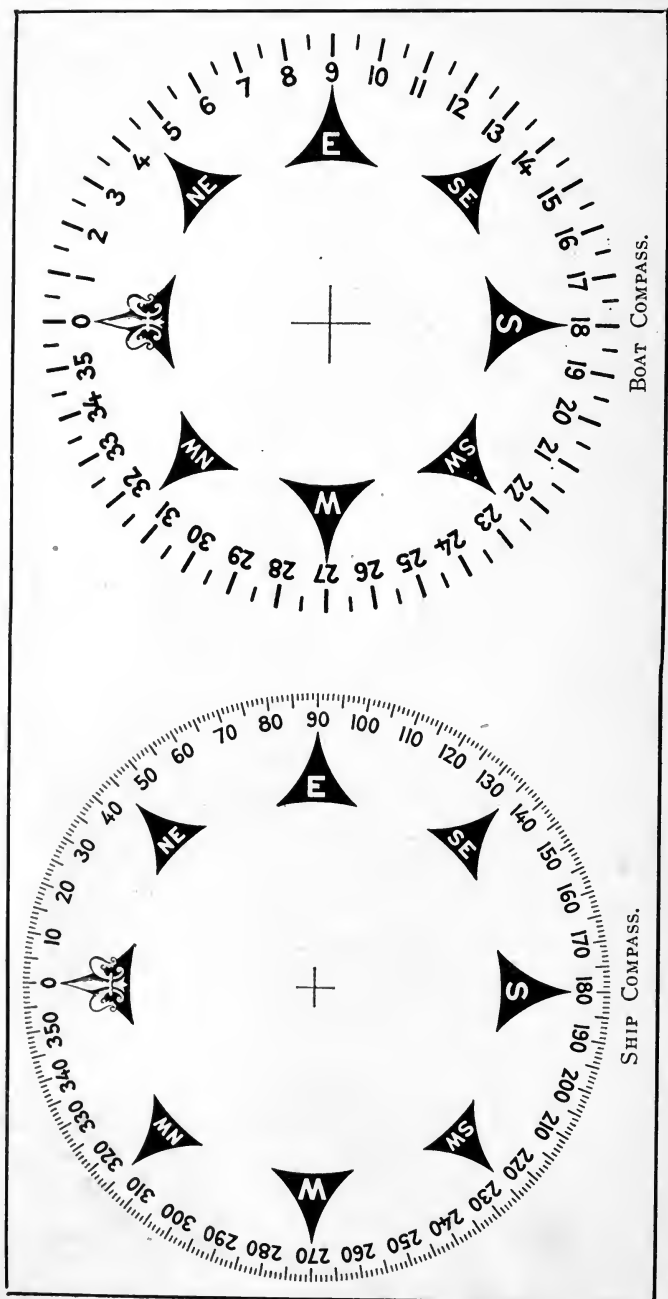 0 1 2 3 4 5 6 7 8 9 10 11 12 13 14 15 16 17 18 19 20 21 22 23 24 25 26 27 28 29 30 31 32 33 34 35
NE
E
SE
S
SW
W
NW
BOAT COMPASS.
0 10 20 30 40 50 60 70 80 90 100 110 120 130 140 150 160 170 180 190 200 210 220 230 240 250 260 270 280 290 300 310 320 330 340 350
NE
E
SE
S
SW
W
NW
SHIP COMPASS.